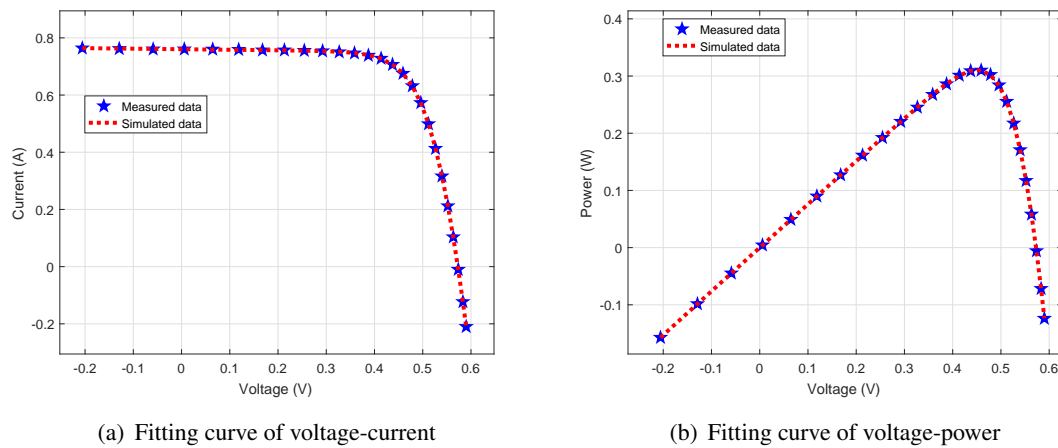 0.8
0.6
0.4
0.2
0
-0.2
Current (A)
Measured data
Simulated data
-0.2 -0.1 0 0.1 0.2 0.3 0.4 0.5 0.6
Voltage (V)
(a) Fitting curve of voltage-current
0.4
0.3
0.2
0.1
0
-0.1
Power (W)
Measured data
Simulated data
-0.2 -0.1 0 0.1 0.2 0.3 0.4 0.5 0.6
Voltage (V)
(b) Fitting curve of voltage-power